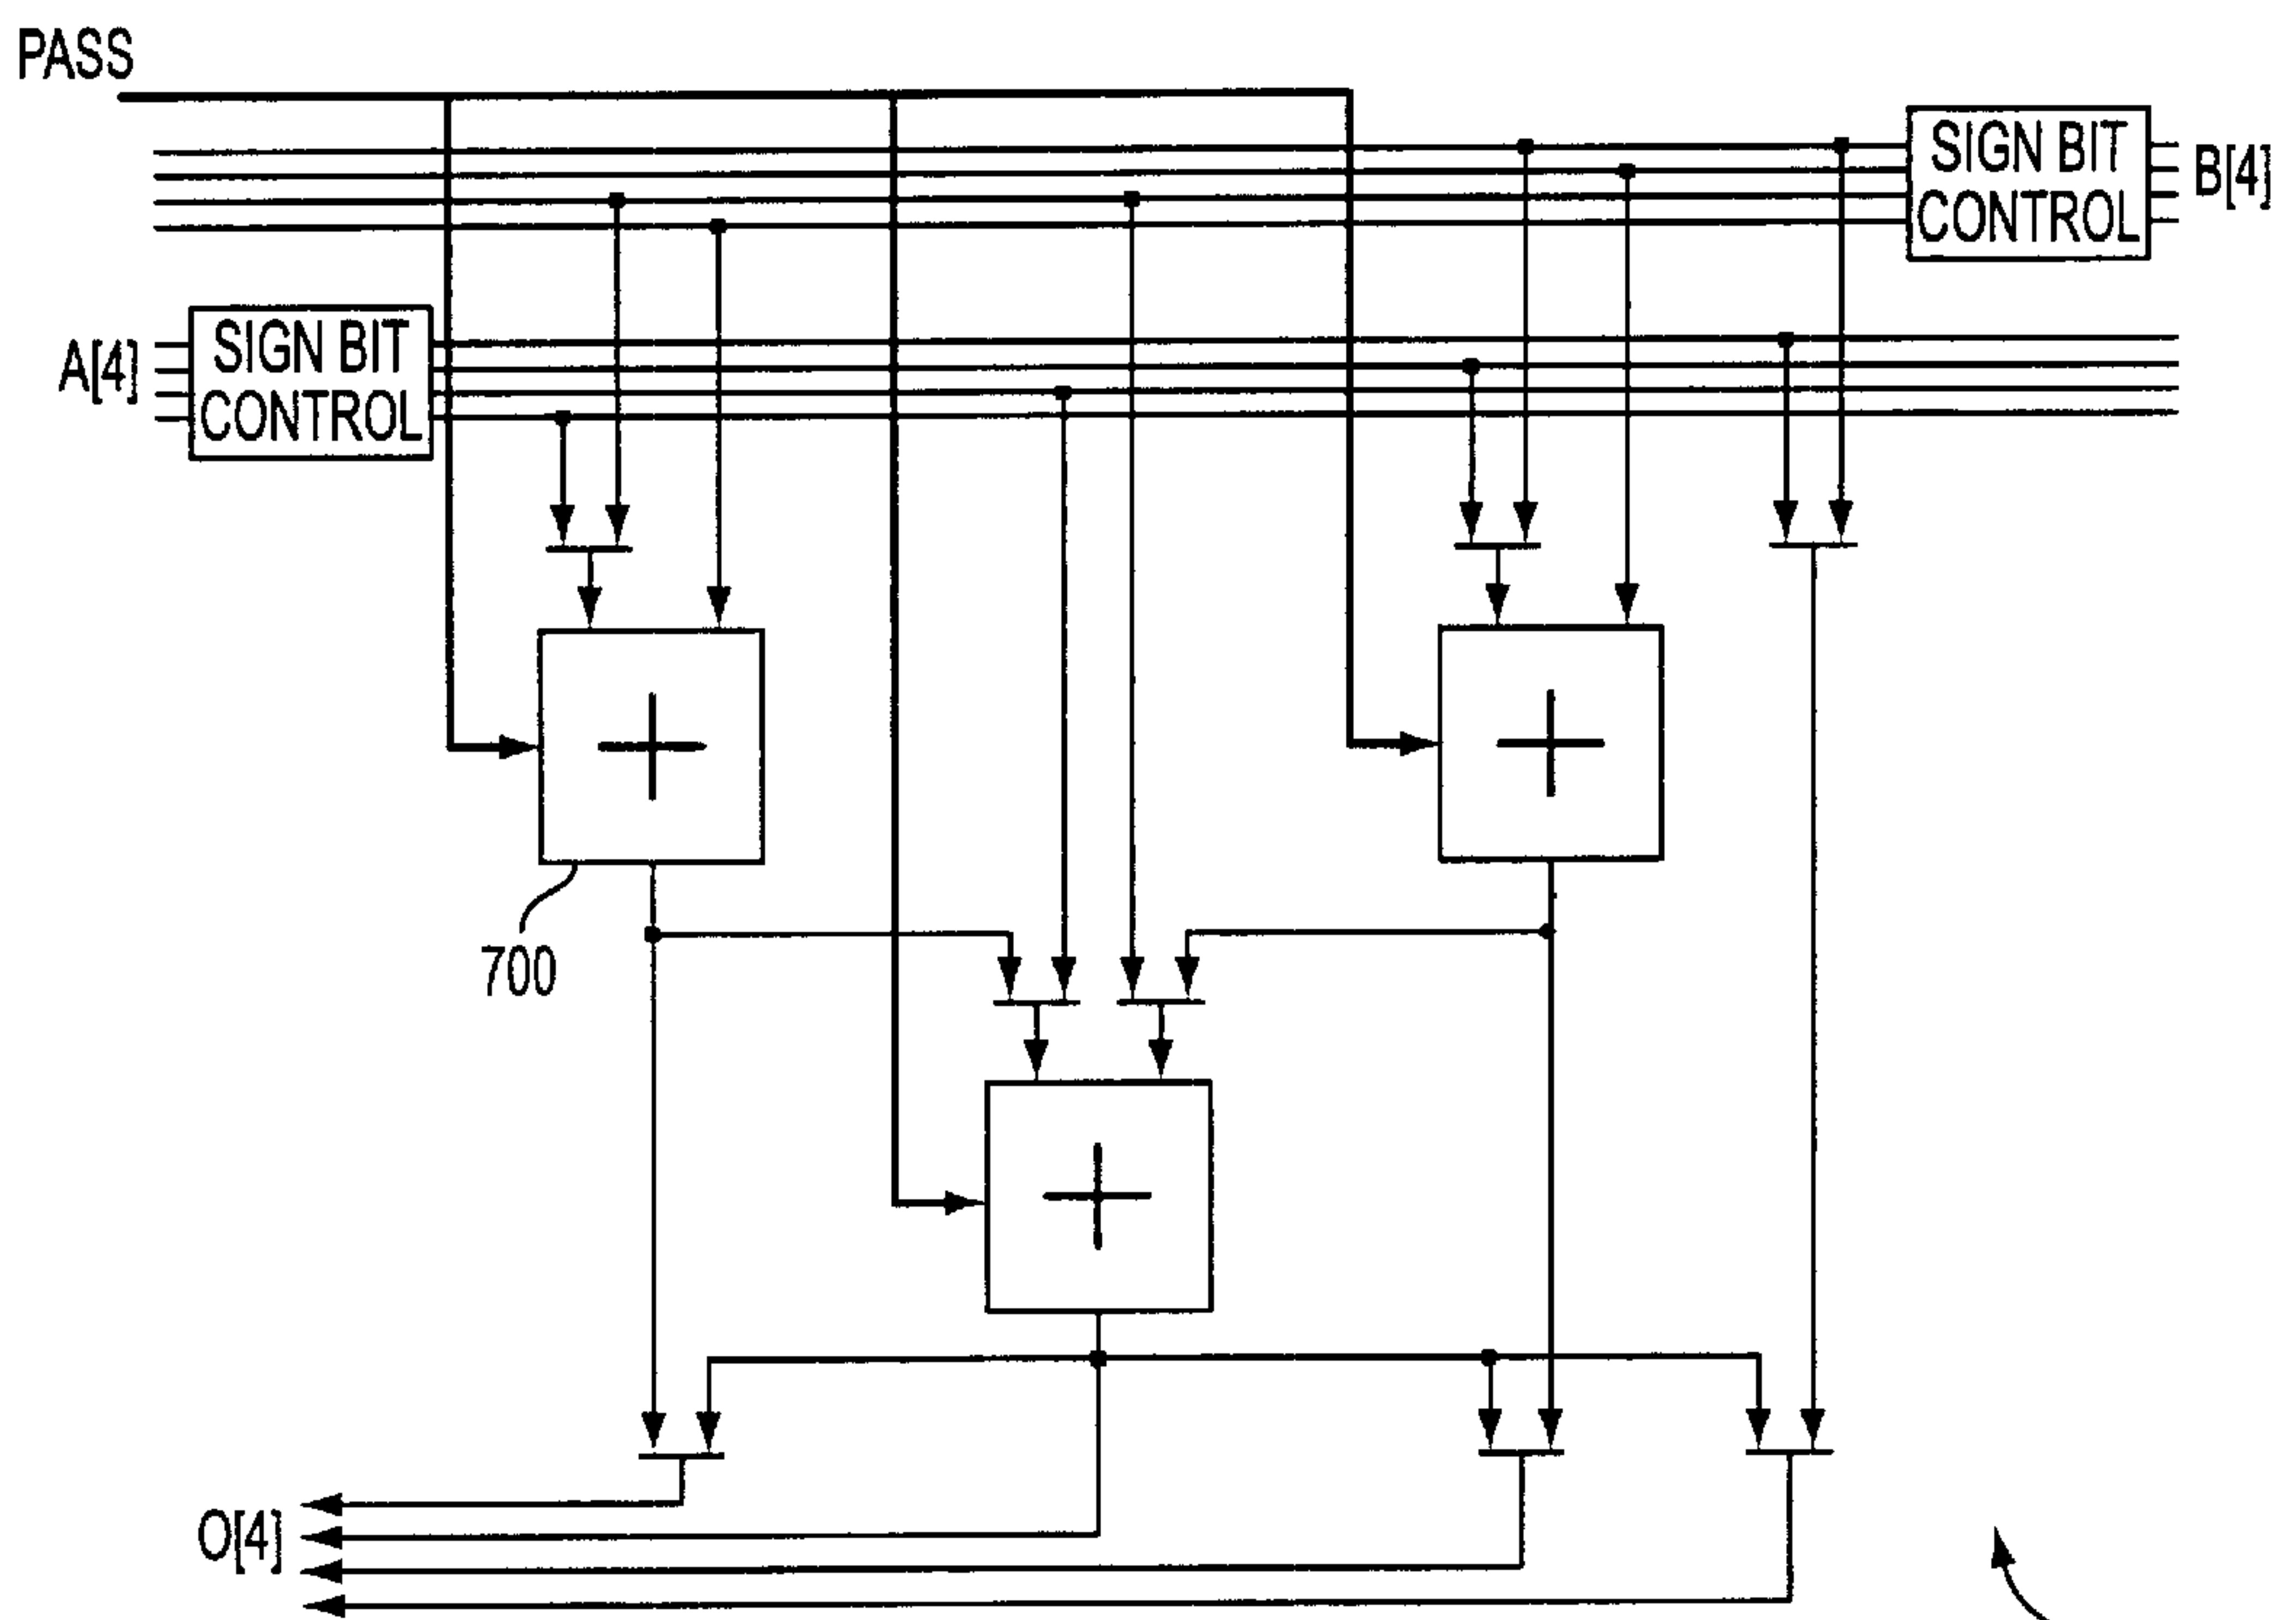 PASS
SIGN BIT
CONTROL
B[4]
A[4]
SIGN BIT
CONTROL
700
O[4]